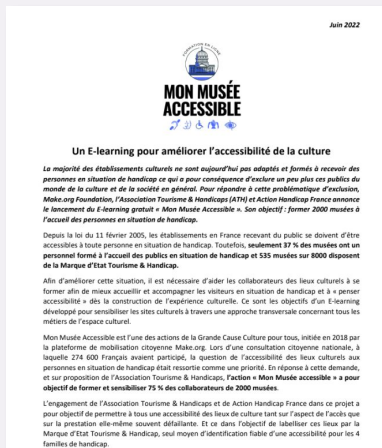 Juin 2022
FORMATION EN LIGNE
MON MUSÉE
ACCESSIBLE
Un E-learning pour améliorer l'accessibilité de la culture
La majorité des établissements culturels ne sont aujourd'hui pas adaptés et formés à recevoir des
personnes en situation de handicap ce qui a pour conséquence d'exclure un peu plus ces publics du
monde de la culture et de la société en général. Pour répondre à cette problématique d'exclusion,
Make.org Foundation, l'Association Tourisme & Handicaps (ATH) et Action Handicap France annonce
le lancement du E-learning gratuit « Mon Musée Accessible ». Son objectif : former 2000 musées à
l'accueil des personnes en situation de handicap.
Depuis la loi du 11 février 2005, les établissements en France recevant du public se doivent d'être
accessibles à toute personne en situation de handicap. Toutefois, seulement 37 % des musées ont un
personnel formé à l'accueil des publics en situation de handicap et 535 musées sur 8000 disposent
de la Marque d'Etat Tourisme & Handicap.
Afin d'améliorer cette situation, il est nécessaire d'aider les collaborateurs des lieux culturels à se
former afin de mieux accueillir et accompagner les visiteurs en situation de handicap et à « penser
accessibilité » dès la construction de l'expérience culturelle. Ce sont les objectifs d'un E-learning
développé pour sensibiliser les sites culturels à travers une approche transversale concernant tous les
métiers de l'espace culturel.
Mon Musée Accessible est l'une des actions de la Grande Cause Culture pour tous, initiée en 2018 par
la plateforme de mobilisation citoyenne Make.org. Lors d'une consultation citoyenne nationale, à
laquelle 274 600 Français avaient participé, la question de l'accessibilité des lieux culturels aux
personnes en situation de handicap était ressortie comme une priorité. En réponse à cette demande,
et sur proposition de l'Association Tourisme & Handicaps, l'action « Mon Musée accessible » a pour
objectif de former et sensibiliser 75 % des collaborateurs de 2000 musées.
L'engagement de l'Association Tourisme & Handicaps et de Action Handicap France dans ce projet a
pour objectif de permettre à tous une accessibilité des lieux de culture tant sur l'aspect de l'accès que
sur la prestation elle-même souvent défaillante. Et ce dans l'objectif de labelliser ces lieux par la
Marque d'Etat Tourisme & Handicap, seul moyen d'identification fiable d'une accessibilité pour les 4
familles de handicap.